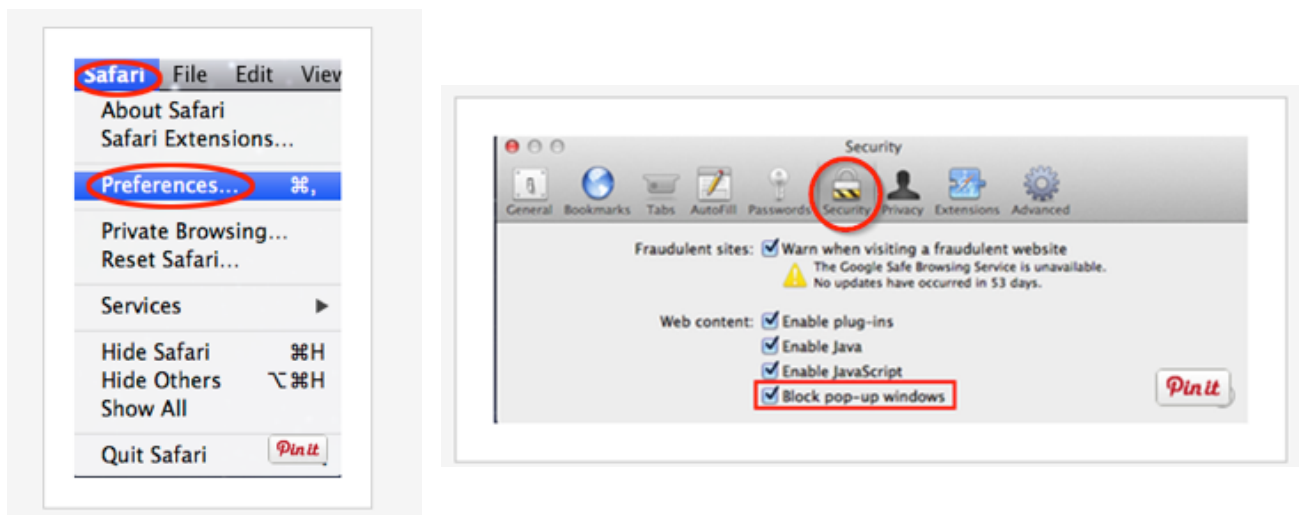 Safari File Edit View
About Safari
Safari Extensions...
Preferences... ⌘,
Private Browsing...
Reset Safari...
Services
Hide Safari ⌘H
Hide Others ⌥⌘H
Show All
Quit Safari
Pin it
Security
General Bookmarks Tabs AutoFill Passwords Security Privacy Extensions Advanced
Fraudulent sites: Warn when visiting a fraudulent website
The Google Safe Browsing Service is unavailable.
No updates have occurred in 53 days.
Web content: Enable plug-ins
Enable Java
Enable JavaScript
Block pop-up windows
Pin it